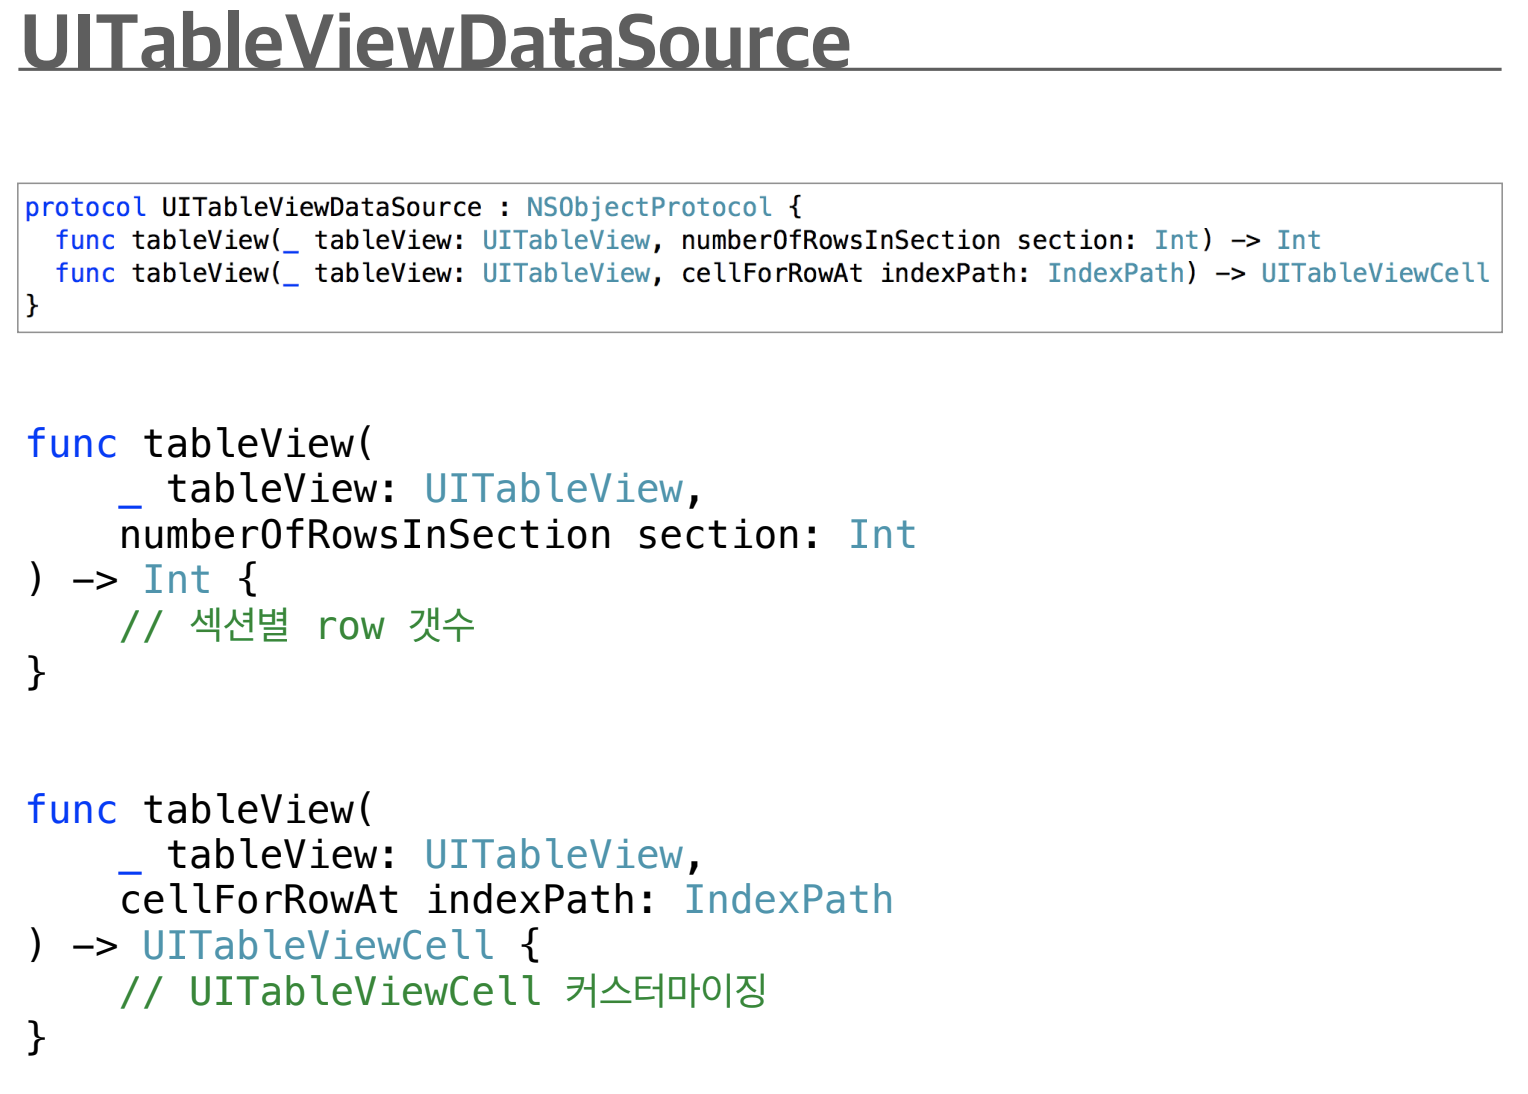 UITableViewDataSource
protocol UITableViewDataSource : NSObjectProtocol {
  func tableView(_ tableView: UITableView, numberOfRowsInSection section: Int) -> Int
  func tableView(_ tableView: UITableView, cellForRowAt indexPath: IndexPath) -> UITableViewCell
}
func tableView(
    _ tableView: UITableView,
    numberOfRowsInSection section: Int
) -> Int {
    // 섹션별 row 갯수
}
func tableView(
    _ tableView: UITableView,
    cellForRowAt indexPath: IndexPath
) -> UITableViewCell {
    // UITableViewCell 커스터마이징
}